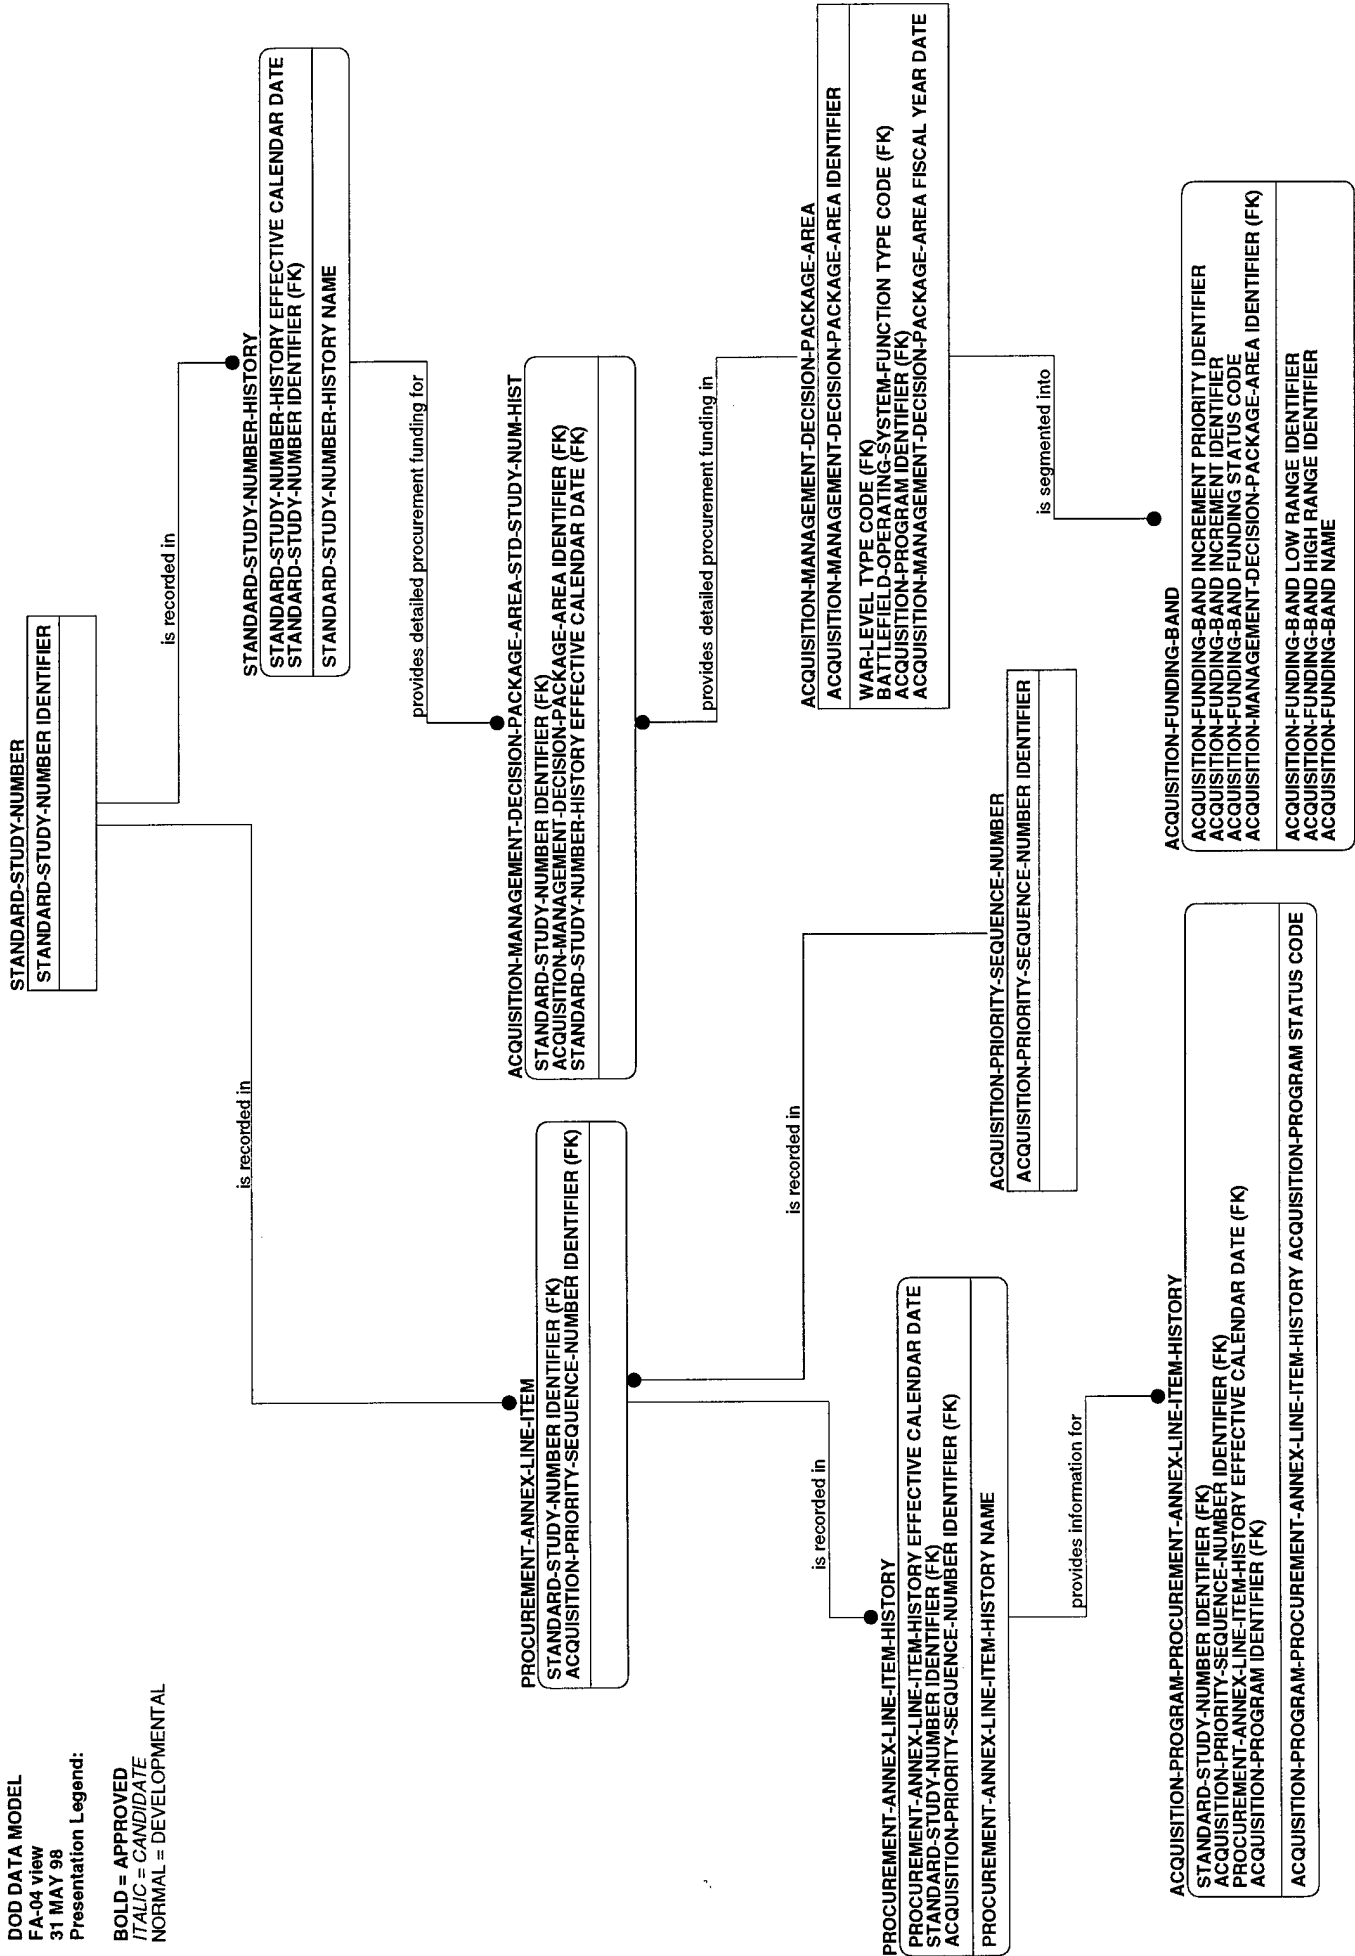 DOD DATA MODEL
FA-04 view
31 MAY 98
Presentation Legend:
BOLD = APPROVED
ITALIC = CANDIDATE
NORMAL = DEVELOPMENTAL
STANDARD-STUDY-NUMBER
STANDARD-STUDY-NUMBER IDENTIFIER
is recorded in
is recorded in
STANDARD-STUDY-NUMBER-HISTORY
STANDARD-STUDY-NUMBER-HISTORY EFFECTIVE CALENDAR DATE
STANDARD-STUDY-NUMBER IDENTIFIER (FK)
STANDARD-STUDY-NUMBER-HISTORY NAME
provides detailed procurement funding for
PROCUREMENT-ANNEX-LINE-ITEM
STANDARD-STUDY-NUMBER IDENTIFIER (FK)
ACQUISITION-PRIORITY-SEQUENCE-NUMBER IDENTIFIER (FK)
ACQUISITION-MANAGEMENT-DECISION-PACKAGE-AREA-STD-STUDY-NUM-HIST
STANDARD-STUDY-NUMBER IDENTIFIER (FK)
ACQUISITION-MANAGEMENT-DECISION-PACKAGE-AREA IDENTIFIER (FK)
STANDARD-STUDY-NUMBER-HISTORY EFFECTIVE CALENDAR DATE (FK)
provides detailed procurement funding in
is recorded in
is recorded in
ACQUISITION-MANAGEMENT-DECISION-PACKAGE-AREA
ACQUISITION-MANAGEMENT-DECISION-PACKAGE-AREA IDENTIFIER
WAR-LEVEL TYPE CODE (FK)
BATTLEFIELD-OPERATING-SYSTEM-FUNCTION TYPE CODE (FK)
ACQUISITION-PROGRAM IDENTIFIER (FK)
ACQUISITION-MANAGEMENT-DECISION-PACKAGE-AREA FISCAL YEAR DATE
PROCUREMENT-ANNEX-LINE-ITEM-HISTORY
PROCUREMENT-ANNEX-LINE-ITEM-HISTORY EFFECTIVE CALENDAR DATE
STANDARD-STUDY-NUMBER IDENTIFIER (FK)
ACQUISITION-PRIORITY-SEQUENCE-NUMBER IDENTIFIER (FK)
PROCUREMENT-ANNEX-LINE-ITEM-HISTORY NAME
ACQUISITION-PRIORITY-SEQUENCE-NUMBER
ACQUISITION-PRIORITY-SEQUENCE-NUMBER IDENTIFIER
provides information for
is segmented into
ACQUISITION-PROGRAM-PROCUREMENT-ANNEX-LINE-ITEM-HISTORY
STANDARD-STUDY-NUMBER IDENTIFIER (FK)
ACQUISITION-PRIORITY-SEQUENCE-NUMBER IDENTIFIER (FK)
PROCUREMENT-ANNEX-LINE-ITEM-HISTORY EFFECTIVE CALENDAR DATE (FK)
ACQUISITION-PROGRAM IDENTIFIER (FK)
ACQUISITION-PROGRAM-PROCUREMENT-ANNEX-LINE-ITEM-HISTORY ACQUISITION-PROGRAM STATUS CODE
ACQUISITION-FUNDING-BAND
ACQUISITION-FUNDING-BAND INCREMENT PRIORITY IDENTIFIER
ACQUISITION-FUNDING-BAND INCREMENT IDENTIFIER
ACQUISITION-FUNDING-BAND FUNDING STATUS CODE
ACQUISITION-MANAGEMENT-DECISION-PACKAGE-AREA IDENTIFIER (FK)
ACQUISITION-FUNDING-BAND LOW RANGE IDENTIFIER
ACQUISITION-FUNDING-BAND HIGH RANGE IDENTIFIER
ACQUISITION-FUNDING-BAND NAME